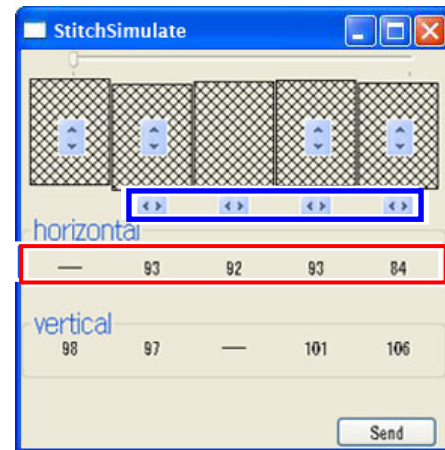 StitchSimulate
horizontal
— 93 92 93 84
vertical
98 97 — 101 106
Send